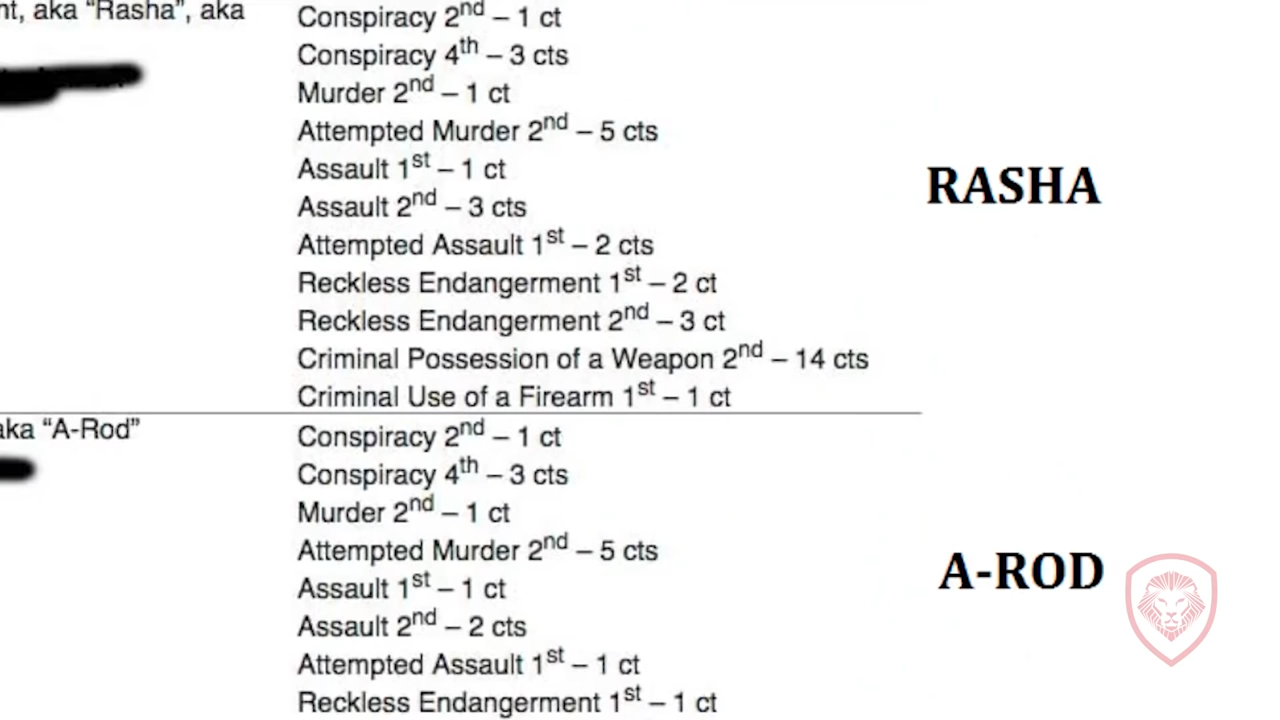 nt, aka “Rasha”, aka
Conspiracy 2nd – 1 ct
Conspiracy 4th – 3 cts
Murder 2nd – 1 ct
Attempted Murder 2nd – 5 cts
Assault 1st – 1 ct
Assault 2nd – 3 cts
Attempted Assault 1st – 2 cts
Reckless Endangerment 1st – 2 ct
Reckless Endangerment 2nd – 3 ct
Criminal Possession of a Weapon 2nd – 14 cts
Criminal Use of a Firearm 1st – 1 ct
RASHA
aka “A-Rod”
Conspiracy 2nd – 1 ct
Conspiracy 4th – 3 cts
Murder 2nd – 1 ct
Attempted Murder 2nd – 5 cts
Assault 1st – 1 ct
Assault 2nd – 2 cts
Attempted Assault 1st – 1 ct
Reckless Endangerment 1st – 1 ct
A-ROD